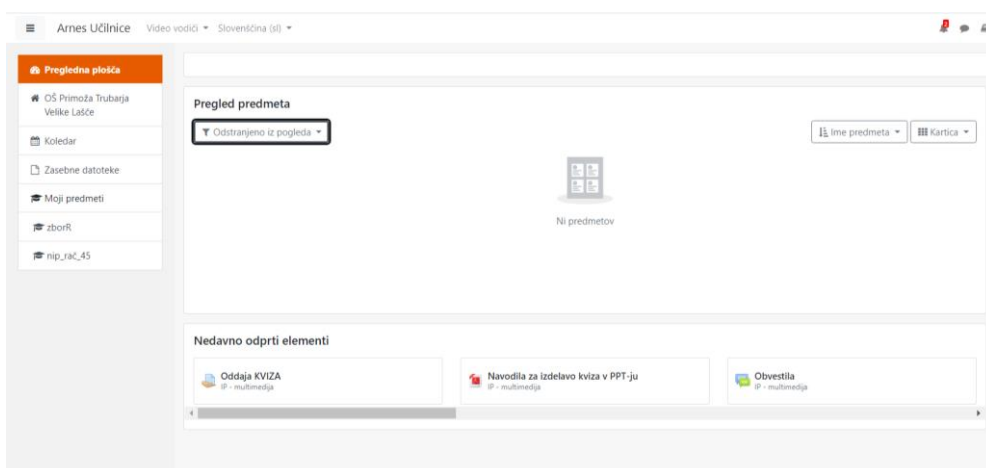 Arnes Učilnice Video vodiči Slovenščina (sl)
Pregledna plošča
OŠ Primoža Trubarja
Velike Lašče
Koledar
Zasebne datoteke
Moji predmeti
zborR
nip_rač_45
Pregled predmeta
Odstranjeno iz pogleda
Ime predmeta
Kartica
Ni predmetov
Nedavno odprti elementi
Oddaja KVIZA
IP - multimedija
Navodila za izdelavo kviza v PPT-ju
IP - multimedija
Obvestila
IP - multimedija